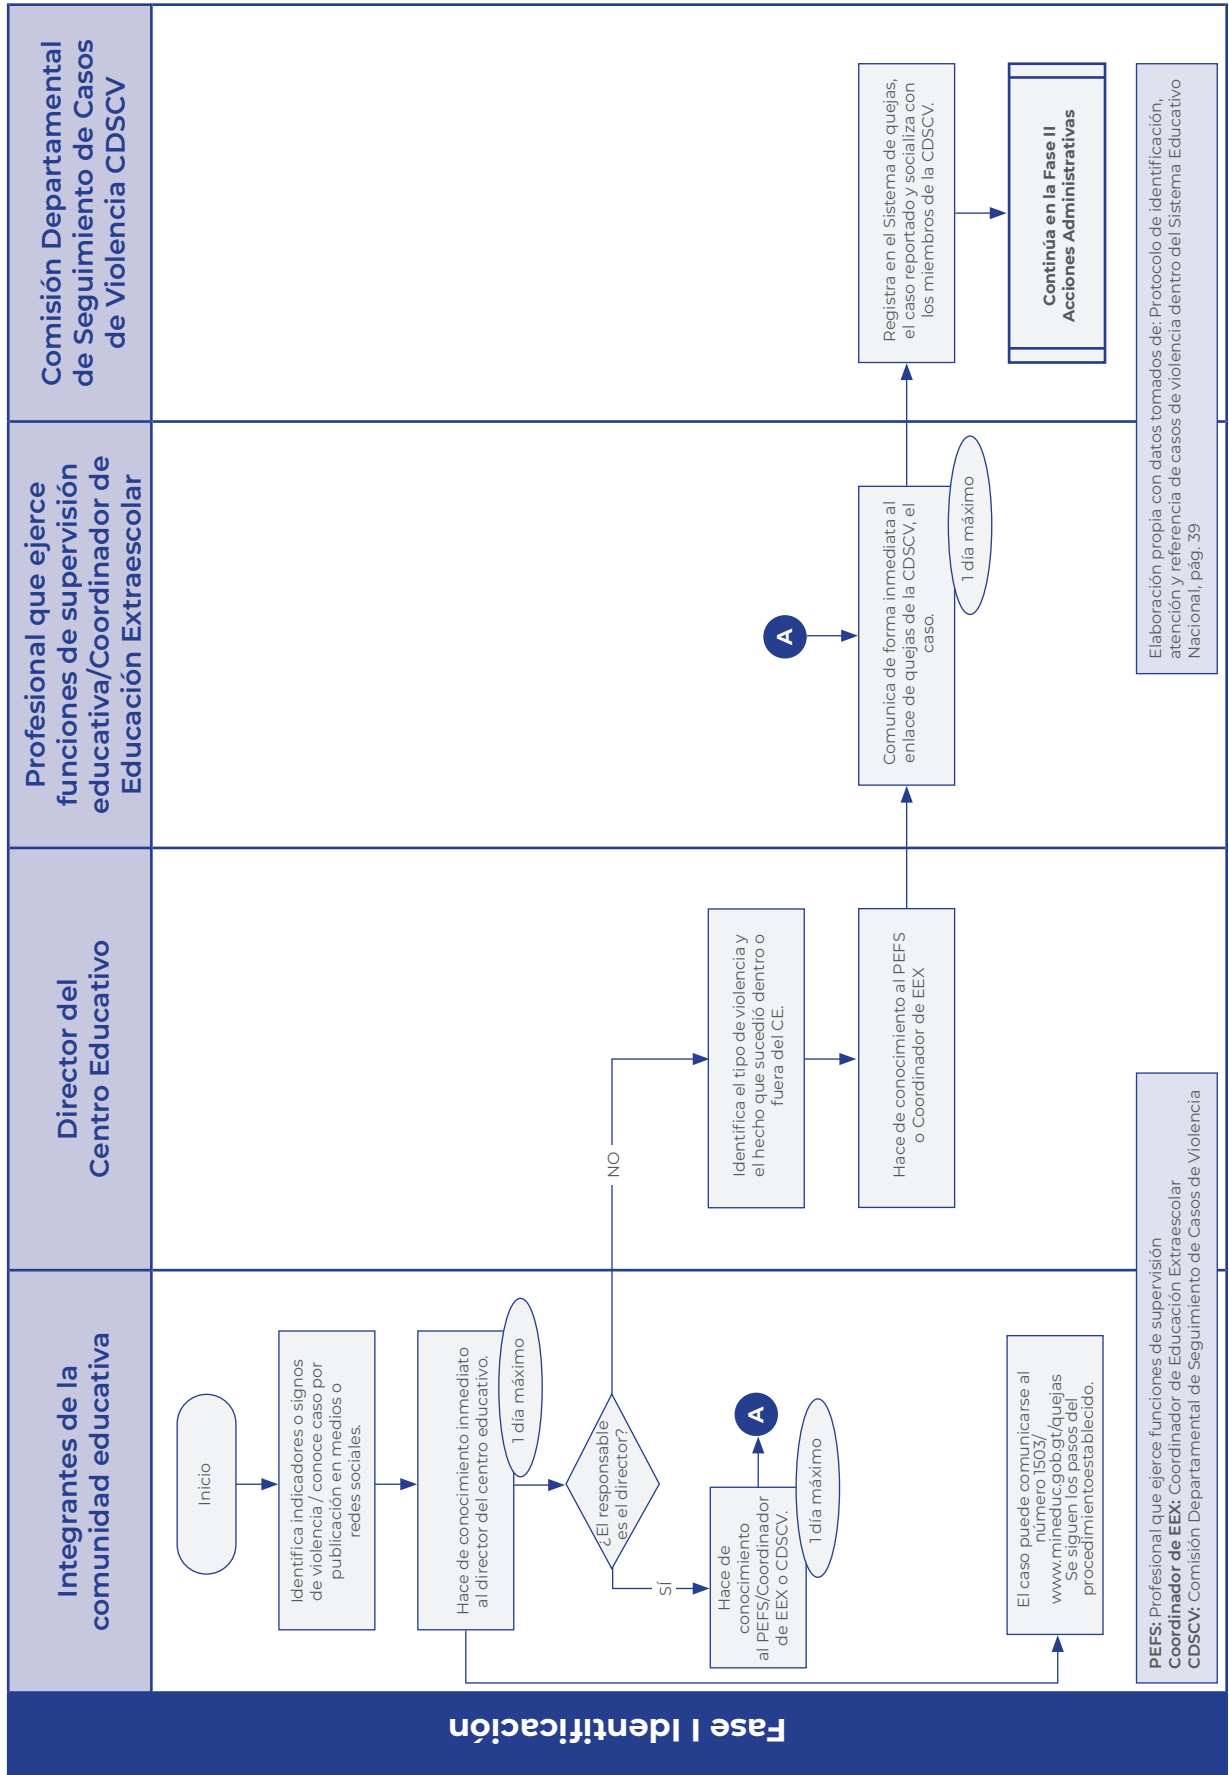 Fase I Identificación
Integrantes de la
comunidad educativa
Director del
Centro Educativo
Profesional que ejerce
funciones de supervisión
educativa/Coordinador de
Educación Extraescolar
Comisión Departamental
de Seguimiento de Casos
de Violencia CDSCV
Inicio
Identifica indicadores o signos
de violencia / conoce caso por
publicación en medios o
redes sociales.
Hace de conocimiento inmediato
al director del centro educativo.
1 día máximo
¿El responsable
es el director?
SÍ
NO
Hace de
conocimiento
al PEFS/Coordinador
de EEX o CDSCV.
1 día máximo
A
El caso puede comunicarse al
número 1503/
www.mineduc.gob.gt/quejas
Se siguen los pasos del
procedimientoestablecido.
Identifica el tipo de violencia y
el hecho que sucedió dentro o
fuera del CE.
Hace de conocimiento al PEFS
o Coordinador de EEX
A
Comunica de forma inmediata al
enlace de quejas de la CDSCV, el
caso.
1 día máximo
Registra en el Sistema de quejas,
el caso reportado y socializa con
los miembros de la CDSCV.
Continúa en la Fase II
Acciones Administrativas
PEFS: Profesional que ejerce funciones de supervisión
Coordinador de EEX: Coordinador de Educación Extraescolar
CDSCV: Comisión Departamental de Seguimiento de Casos de Violencia
Elaboración propia con datos tomados de: Protocolo de identificación,
atención y referencia de casos de violencia dentro del Sistema Educativo
Nacional, pág. 39